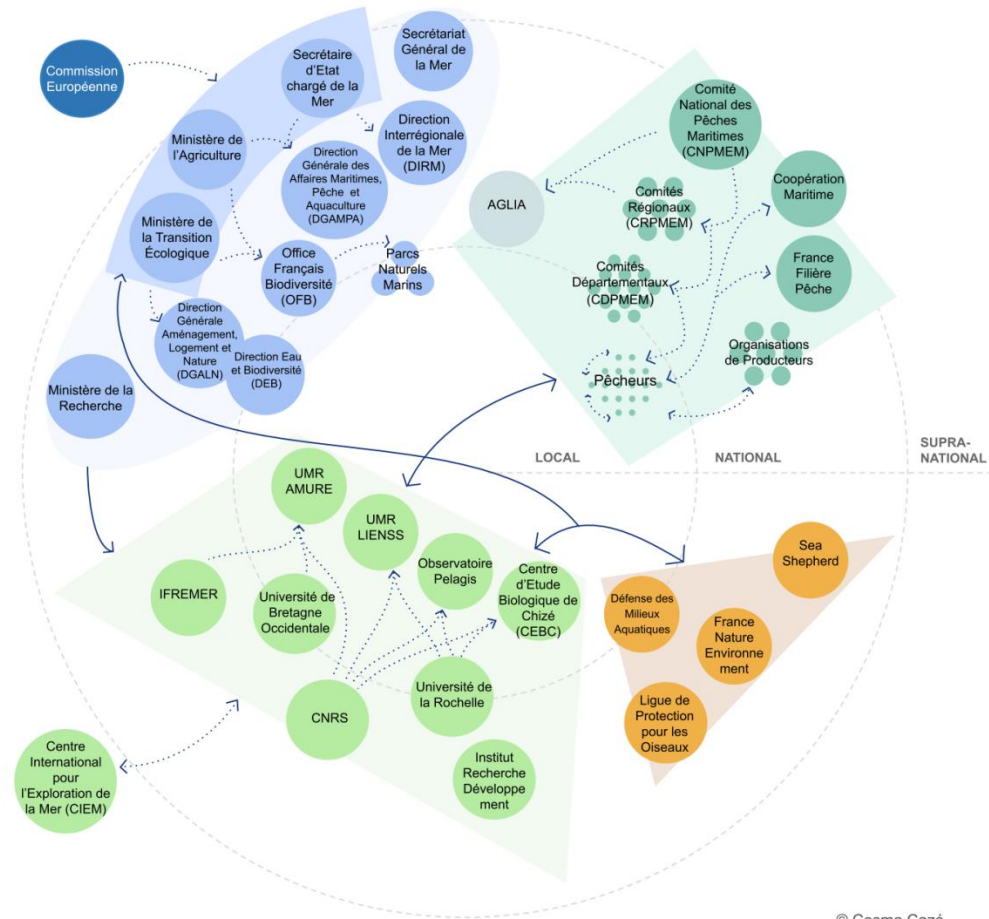 Commission
Européenne
Secrétaire
d'Etat
chargé de la
Mer
Secrétariat
Général de
la Mer
Ministère de
l'Agriculture
Direction
Interrégionale
de la Mer
(DIRM)
Direction
Générale des
Affaires Maritimes,
Pêche et
Aquaculture
(DGAMPA)
Ministère de
la Transition
Écologique
Office
Français
Biodiversité
(OFB)
Parcs
Naturels
Marins
Direction
Générale
Aménagement,
Logement et
Nature
(DGALN)
Direction Eau
et Biodiversité
(DEB)
Ministère de la
Recherche
Comité
National des
Pêches
Maritimes
(CNPMEM)
AGLIA
Comités
Régionaux
(CRPMEM)
Coopération
Maritime
Comités
Départementaux
(CDPMEM)
France
Filière
Pêche
Organisations
de Producteurs
Pêcheurs
LOCAL
NATIONAL
SUPRA-
NATIONAL
UMR
AMURE
UMR
LIENSS
Observatoire
Pelagis
Centre
d'Etude
Biologique de
Chizé
(CEBC)
IFREMER
Université de
Bretagne
Occidentale
CNRS
Université de
la Rochelle
Institut
Recherche
Développe
ment
Centre
International
pour
l'Exploration de
la Mer (CIEM)
Sea
Shepherd
Défense des
Milieux
Aquatiques
France
Nature
Environne
ment
Ligue de
Protection
pour les
Oiseaux